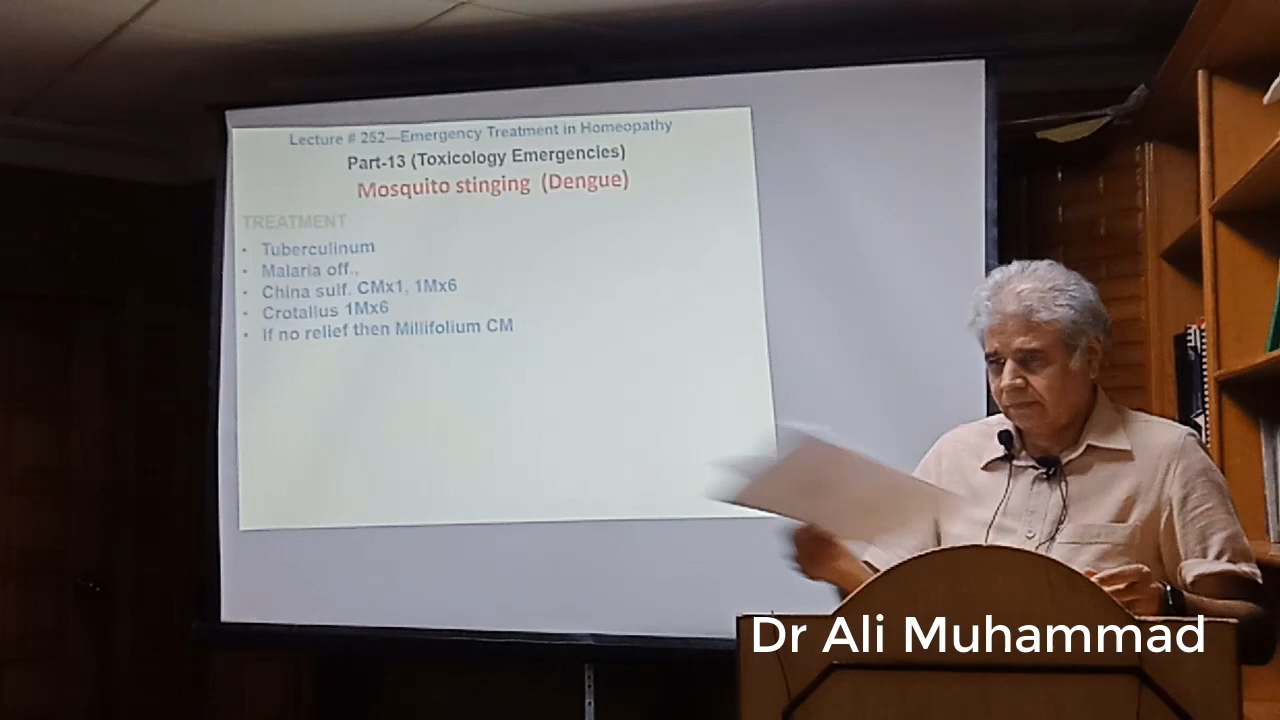 Lecture # 252—Emergency Treatment in Homeopathy
Part-13 (Toxicology Emergencies)
Mosquito stinging (Dengue)
TREATMENT
• Tuberculinum
• Malaria off.,
• China sulf. CMx1, 1Mx6
• Crotallus 1Mx6
• If no relief then Millifolium CM
Dr Ali Muhammad